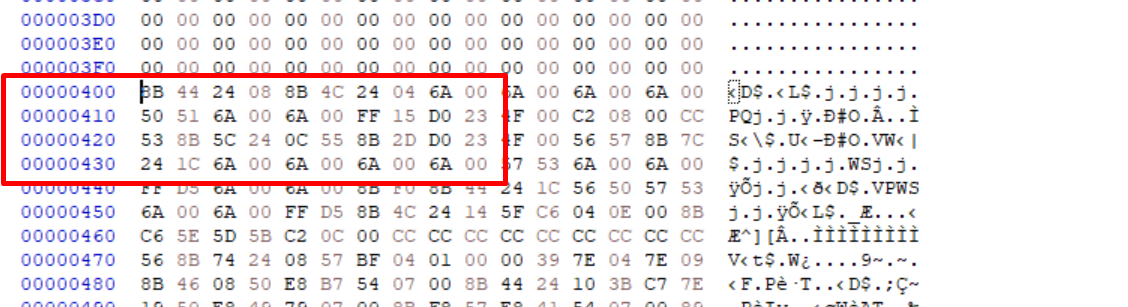 000003D0 00 00 00 00 00 00 00 00 00 00 00 00 00 00 00 00 ................
000003E0 00 00 00 00 00 00 00 00 00 00 00 00 00 00 00 00 ................
000003F0 00 00 00 00 00 00 00 00 00 00 00 00 00 00 00 00 ................
00000400 8B 44 24 08 8B 4C 24 04 6A 00 6A 00 6A 00 6A 00 ‹D$.‹L$.j.j.j.j.
00000410 50 51 6A 00 6A 00 FF 15 D0 23 4F 00 C2 08 00 CC PQj.j.ÿ.Ð#O.Â..Ì
00000420 53 8B 5C 24 0C 55 8B 2D D0 23 4F 00 56 57 8B 7C S‹\$.U‹-Ð#O.VW‹|
00000430 24 1C 6A 00 6A 00 6A 00 6A 00 57 53 6A 00 6A 00 $.j.j.j.j.WSj.j.
00000440 FF D5 6A 00 6A 00 8B F0 8B 44 24 1C 56 50 57 53 ÿÕj.j.‹ð‹D$.VPWS
00000450 6A 00 6A 00 FF D5 8B 4C 24 14 5F C6 04 0E 00 8B j.j.ÿÕ‹L$._Æ...‹
00000460 C6 5E 5D 5B C2 0C 00 CC CC CC CC CC CC CC CC CC Æ^][Â..ÌÌÌÌÌÌÌÌÌ
00000470 56 8B 74 24 08 57 BF 04 01 00 00 39 7E 04 7E 09 V‹t$.W¿....9~.~.
00000480 8B 46 08 50 E8 B7 54 07 00 8B 44 24 10 3B C7 7E ‹F.Pè·T..‹D$.;Ç~